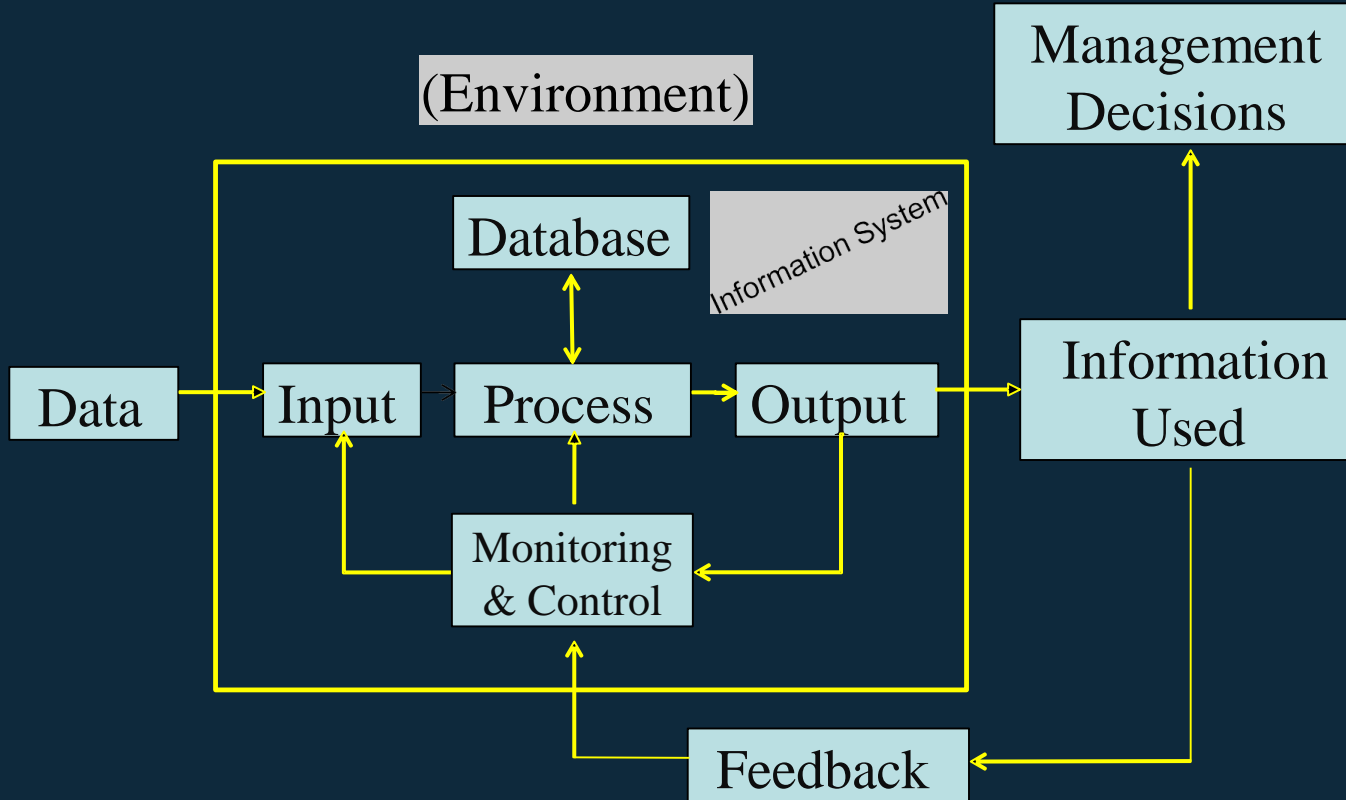 Management
Decisions
(Environment)
Database
Information System
Data
Input
Process
Output
Information
Used
Monitoring
& Control
Feedback